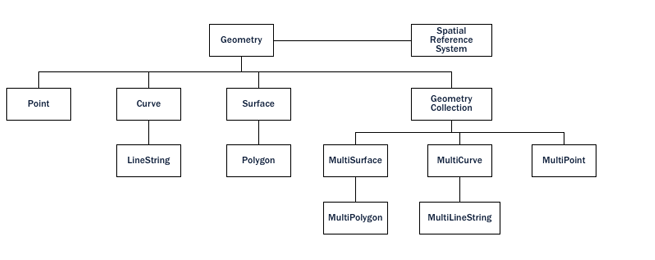 Geometry
Spatial
Reference
System
Point
Curve
Surface
Geometry
Collection
LineString
Polygon
MultiSurface
MultiCurve
MultiPoint
MultiPolygon
MultiLineString